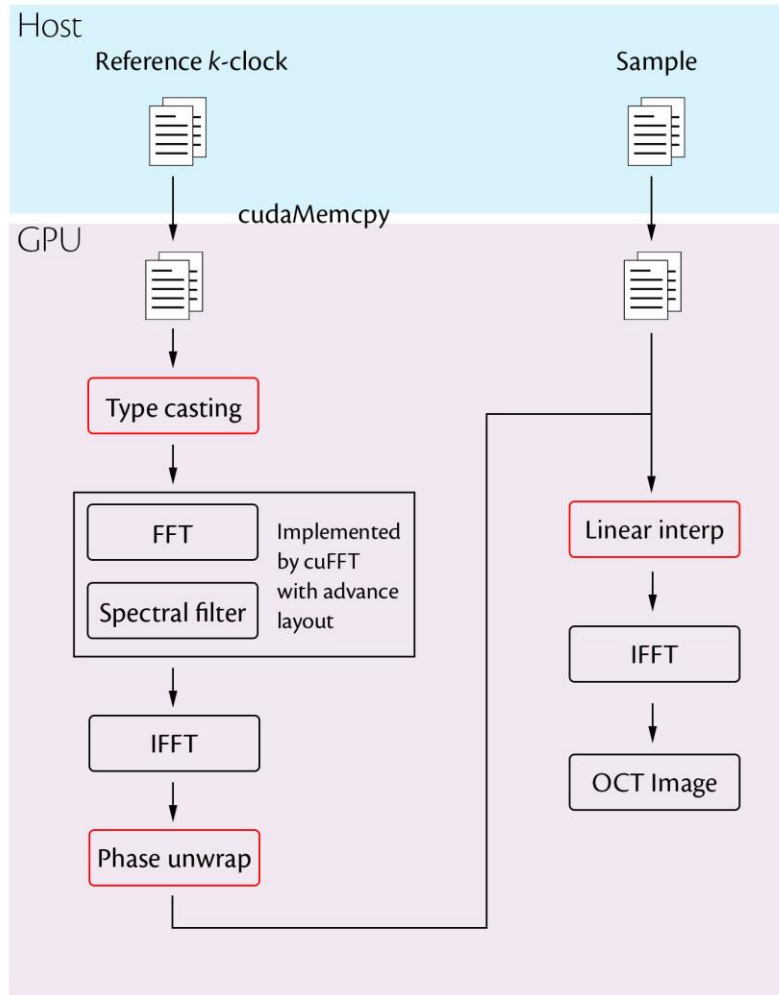 Host
Reference k-clock
Sample
cudaMemcpy
GPU
Type casting
FFT
Spectral filter
Implemented
by cuFFT
with advance
layout
IFFT
Phase unwrap
Linear interp
IFFT
OCT Image